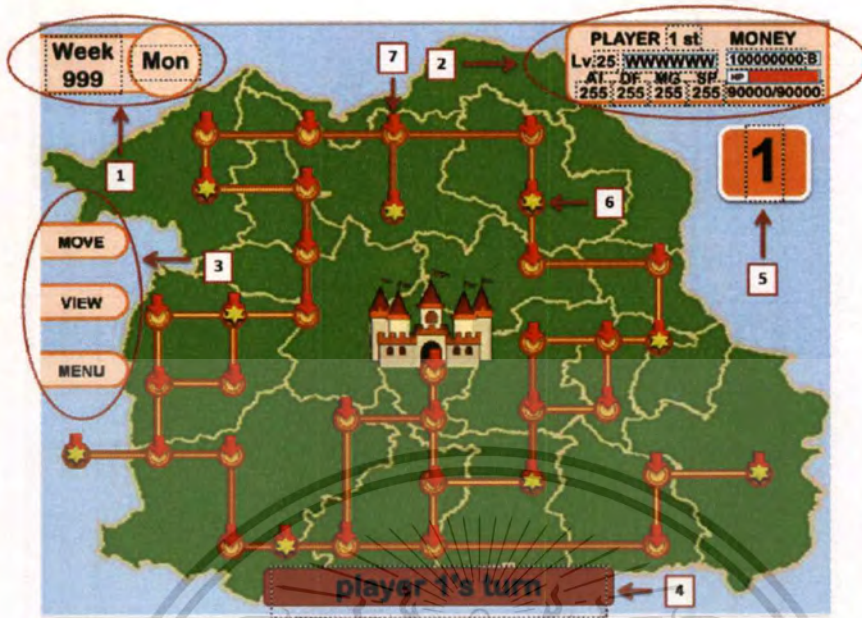 Week
999
Mon
7
2
PLAYER 1 st MONEY
Lv.25 WWWWWWW 100000000 B
AT DF MG SP HP
255 255 255 255 90000/90000
1
1
6
MOVE
3
5
VIEW
MENU
player 1's turn
4